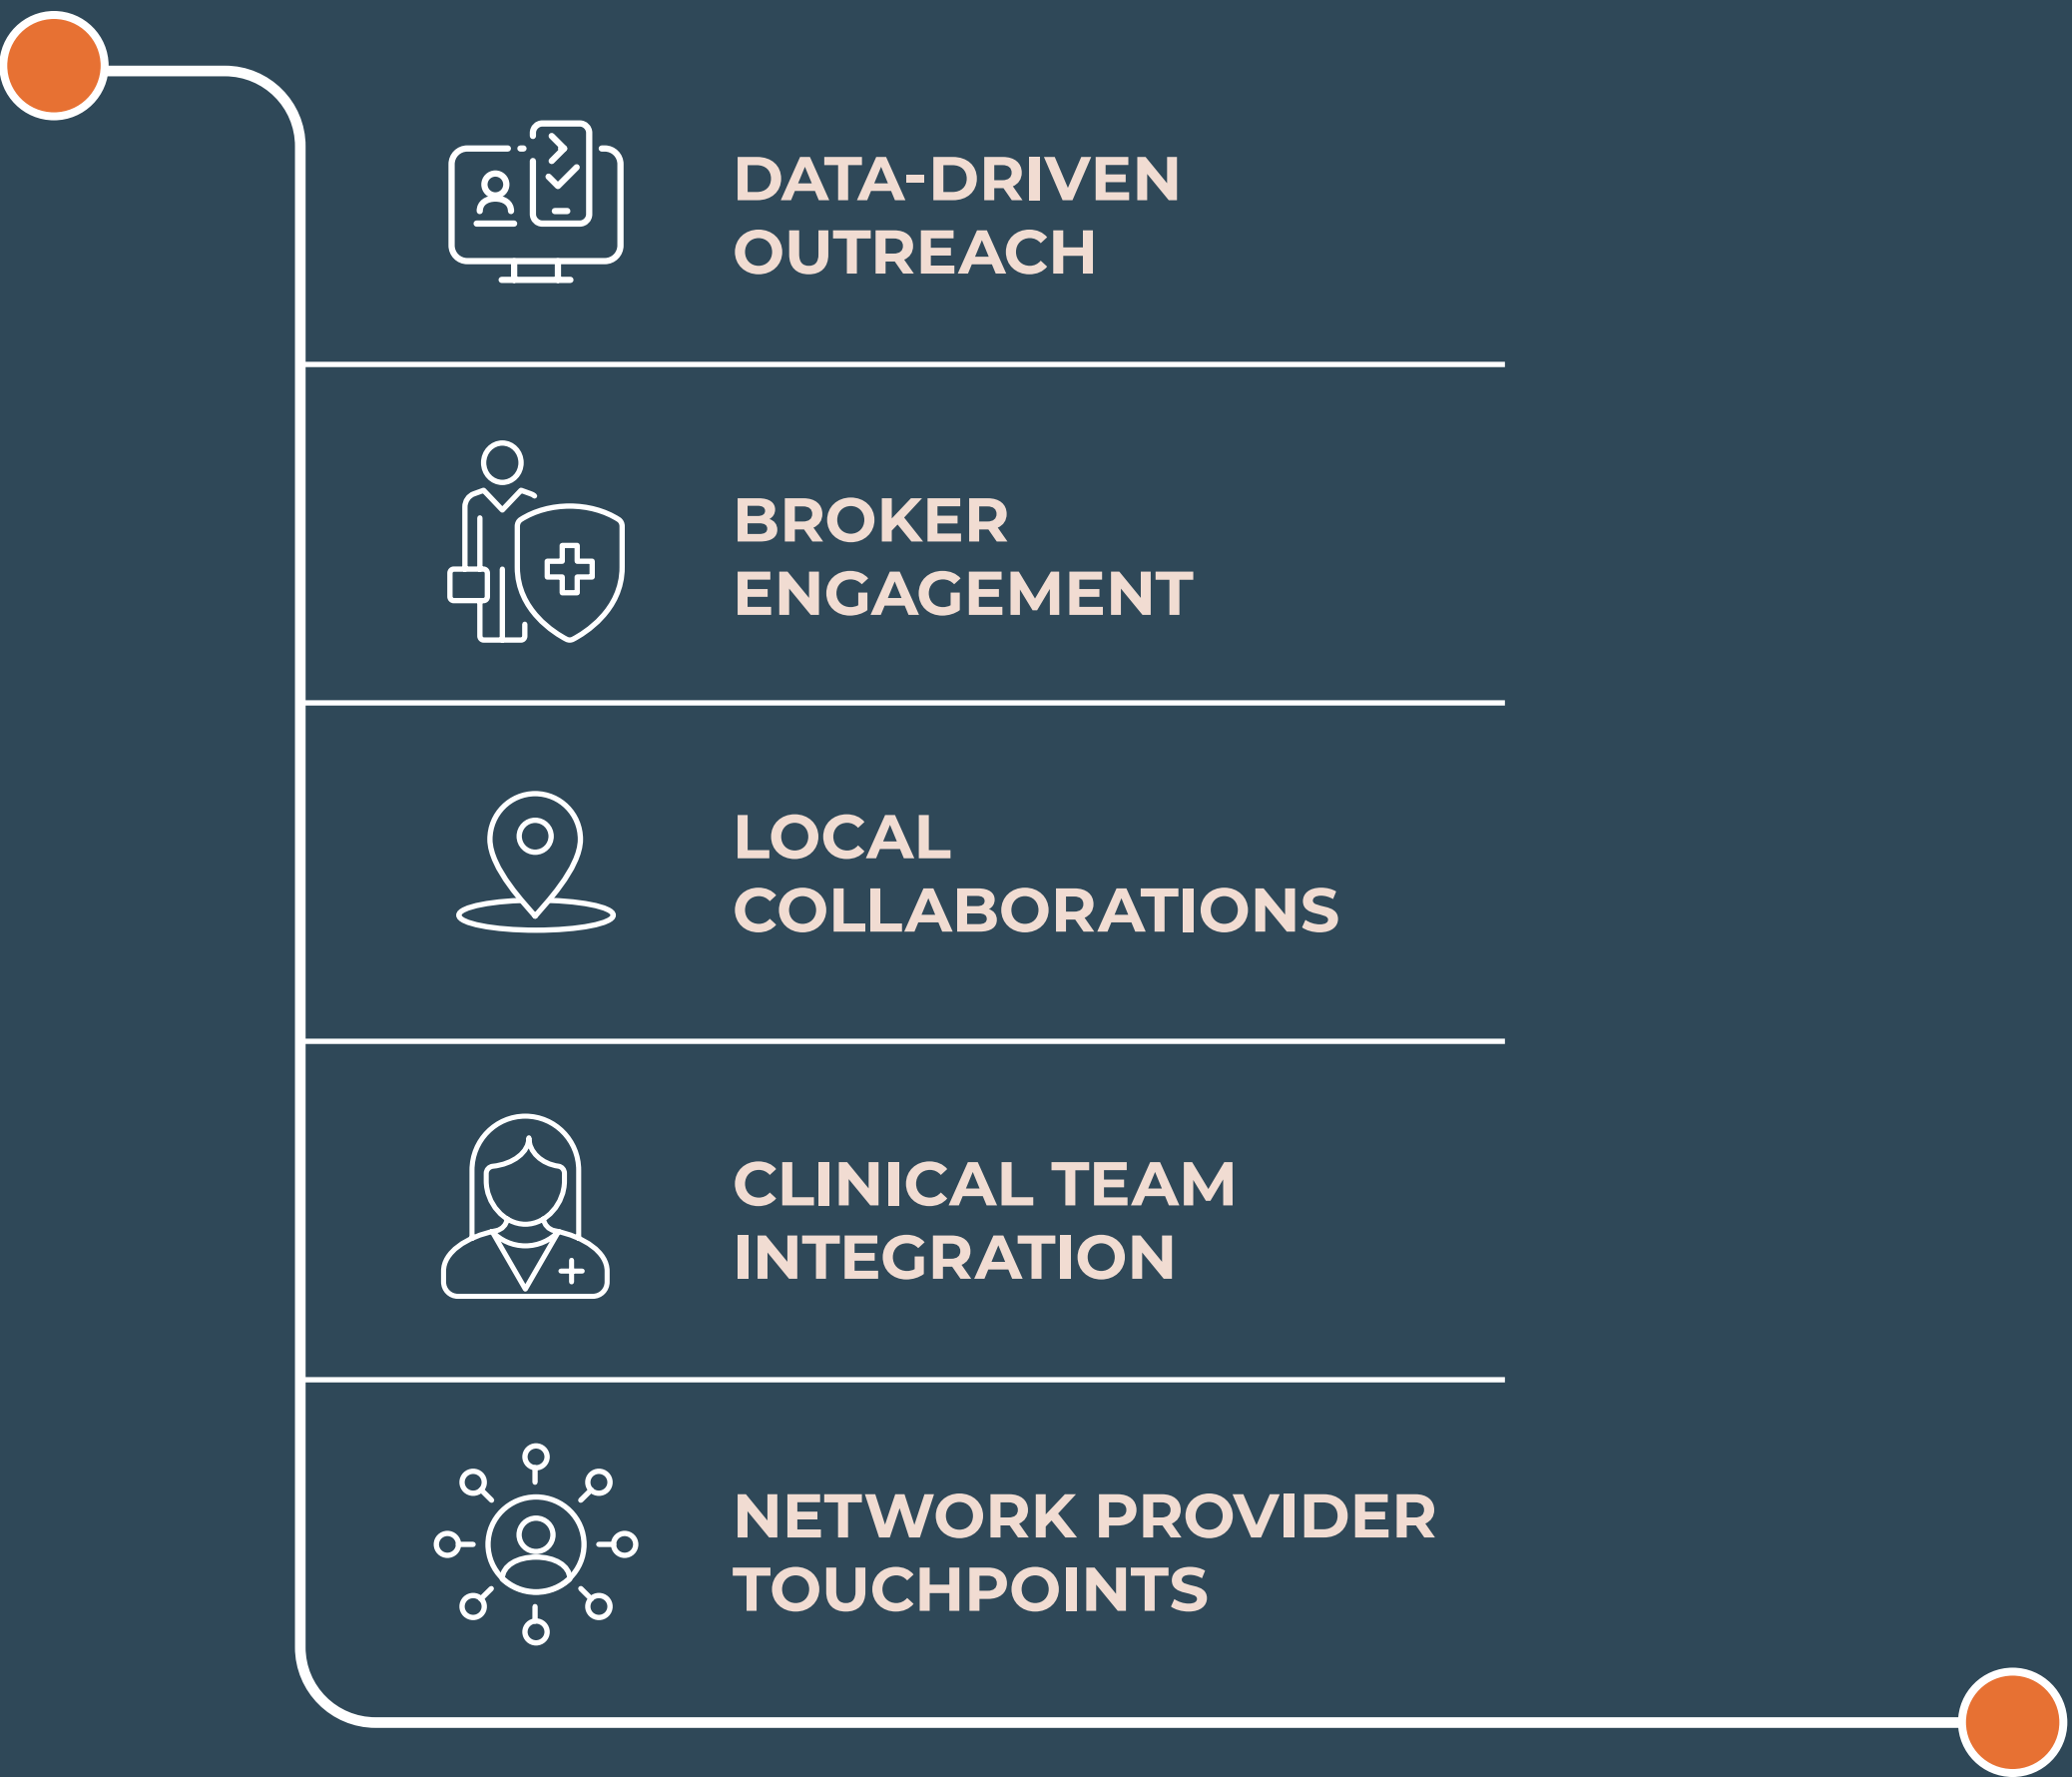 DATA-DRIVEN
OUTREACH
BROKER
ENGAGEMENT
LOCAL
COLLABORATIONS
CLINICAL TEAM
INTEGRATION
NETWORK PROVIDER
TOUCHPOINTS